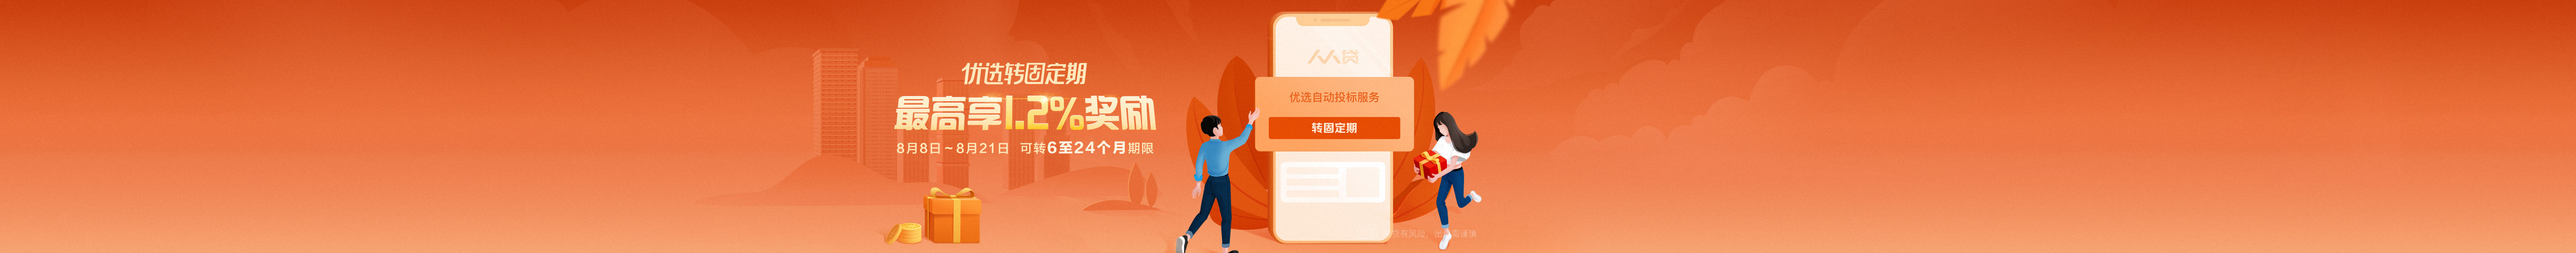 优选转固定期
最高享1.2%奖励
8月8日~8月21日 可转6至24个月期限
人人贷
优选自动投标服务
转固定期